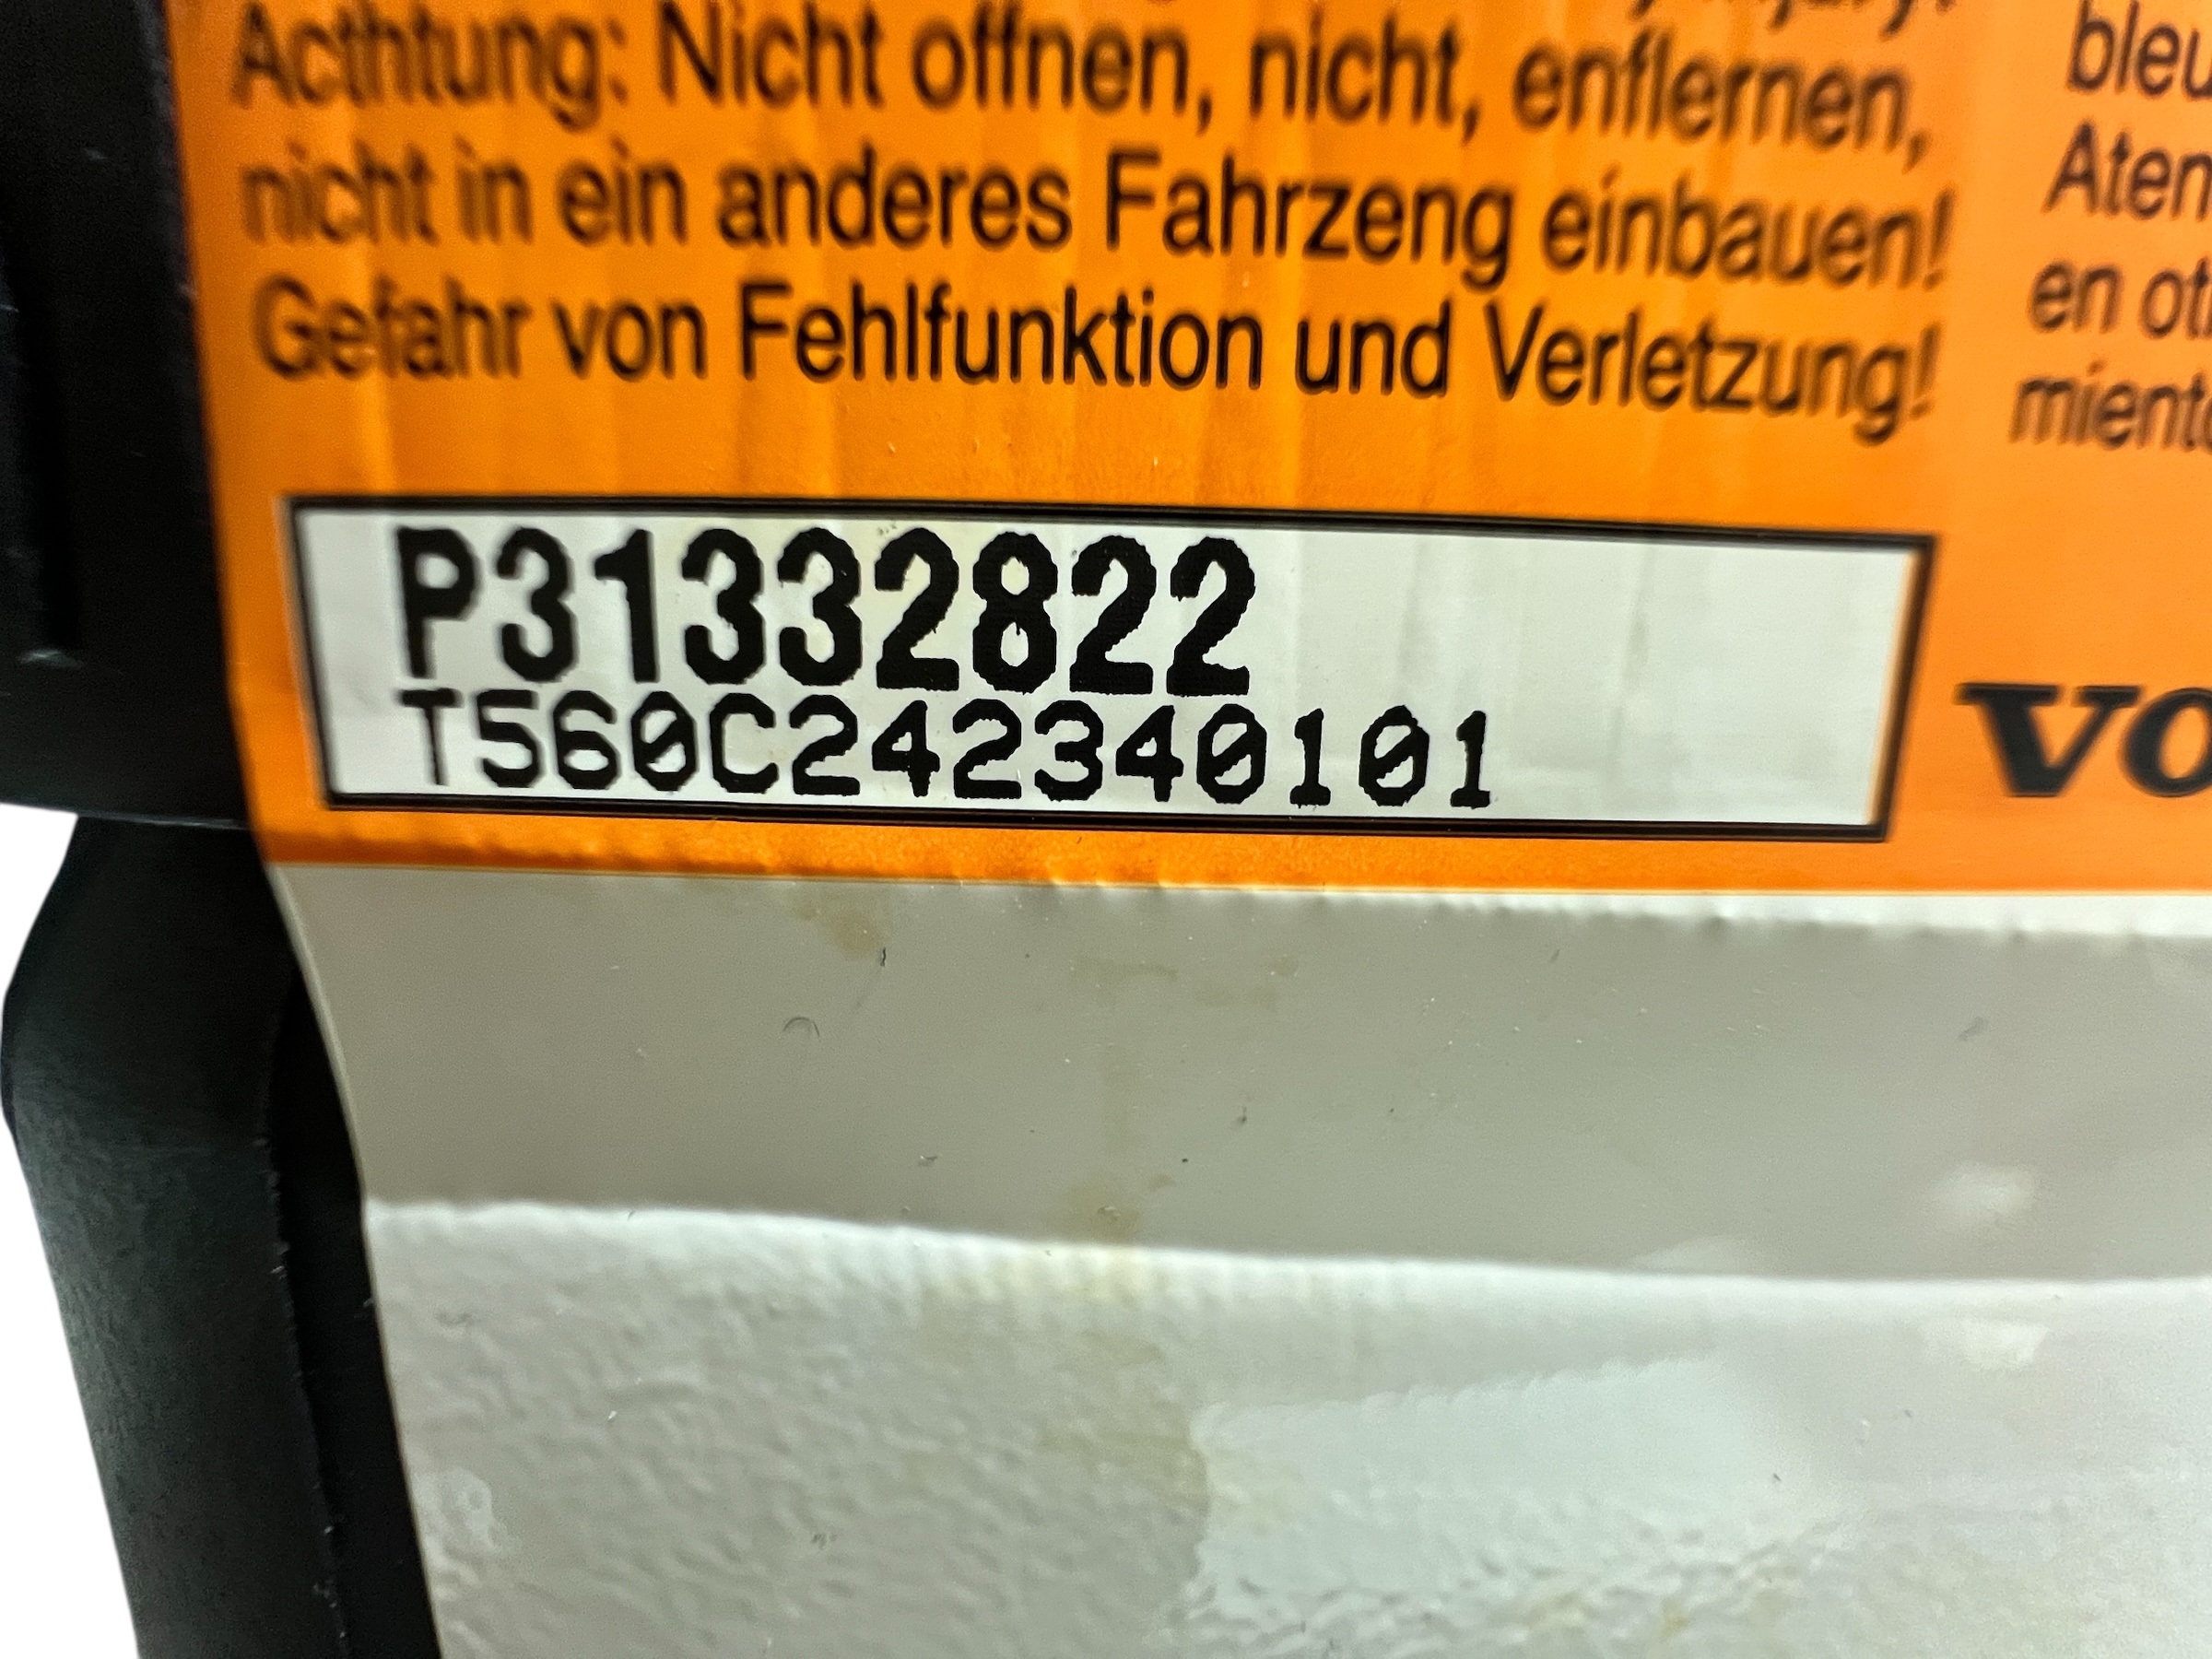 Acthtung: Nicht offnen, nicht, enflernen,
nicht in ein anderes Fahrzeng einbauen!
Gefahr von Fehlfunktion und Verletzung!
P31332822
T560C242340101
bleu
Aten
en ot
miento
VO